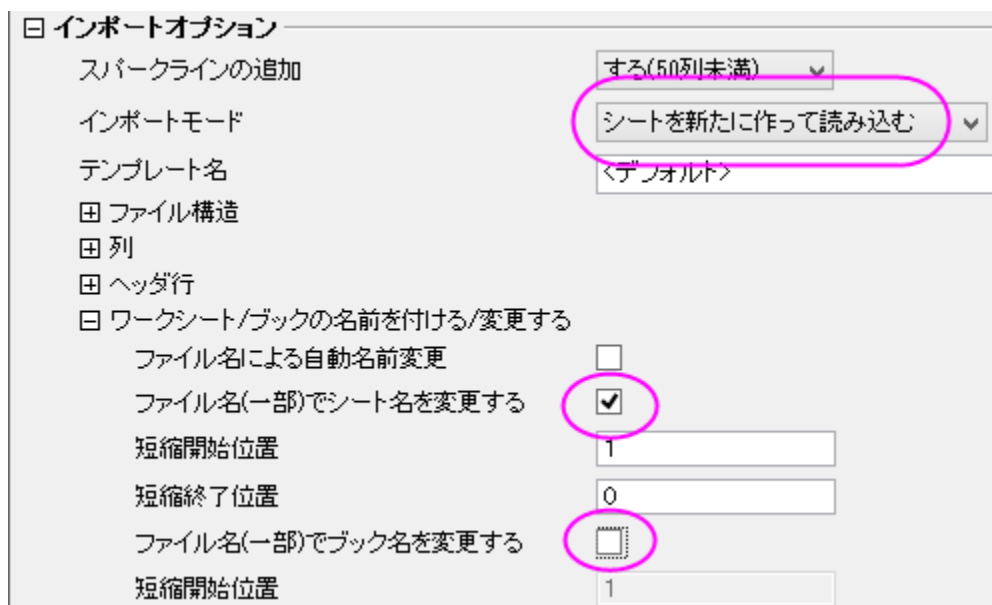 インポートオプション
スパークラインの追加 する(50列未満)
インポートモード シートを新たに作って読み込む
テンプレート名 <デフォルト>
ファイル構造
列
ヘッダ行
ワークシート/ブックの名前を付ける/変更する
ファイル名による自動名前変更
ファイル名(一部)でシート名を変更する
短縮開始位置 1
短縮終了位置 0
ファイル名(一部)でブック名を変更する
短縮開始位置 1